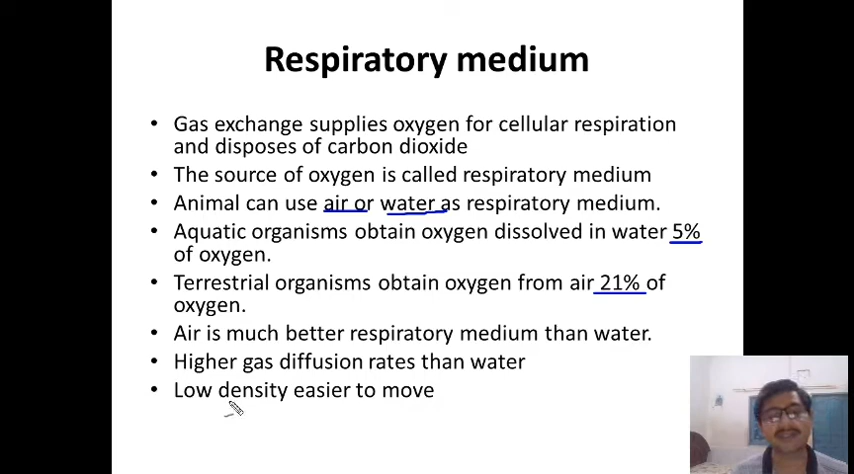 Respiratory medium
• Gas exchange supplies oxygen for cellular respiration
and disposes of carbon dioxide
• The source of oxygen is called respiratory medium
• Animal can use air or water as respiratory medium.
• Aquatic organisms obtain oxygen dissolved in water 5%
of oxygen.
• Terrestrial organisms obtain oxygen from air 21% of
oxygen.
• Air is much better respiratory medium than water.
• Higher gas diffusion rates than water
• Low density easier to move